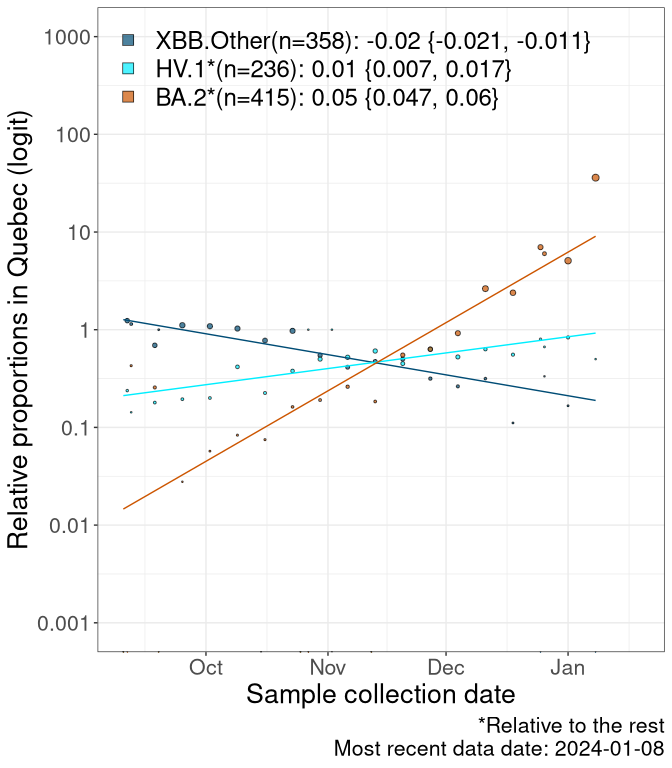 XBB.Other(n=358): -0.02 {-0.021, -0.011}
HV.1*(n=236): 0.01 {0.007, 0.017}
BA.2*(n=415): 0.05 {0.047, 0.06}
Relative proportions in Quebec (logit)
1000
100
10
1
0.1
0.01
0.001
Oct Nov Dec Jan
Sample collection date
*Relative to the rest
Most recent data date: 2024-01-08